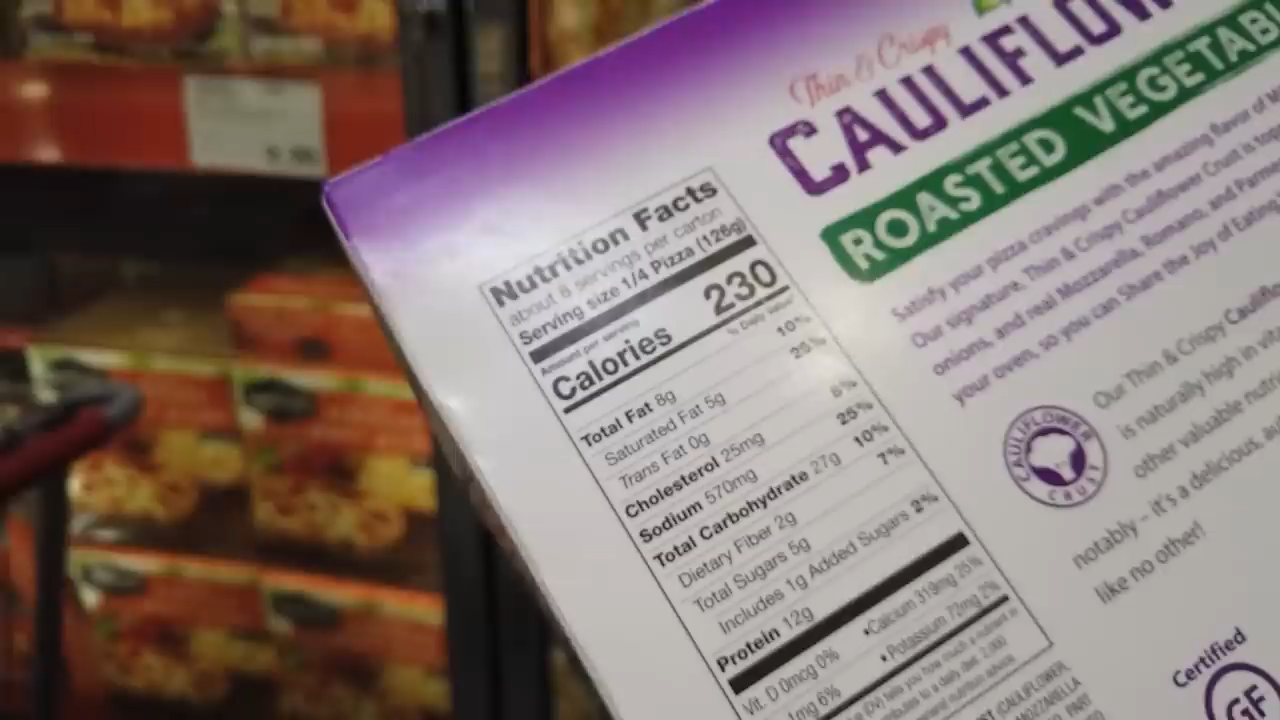 Thin & Crispy
CAULIFLOW
ROASTED VEGETAB
Nutrition Facts
about 8 servings per carton
Serving size 1/4 Pizza (126g)
Amount per serving
Calories 230
% Daily Value
Total Fat 8g 10%
Saturated Fat 5g 25%
Trans Fat 0g
Cholesterol 25mg
Sodium 570mg 25%
Total Carbohydrate 27g 10%
Dietary Fiber 2g 7%
Total Sugars 5g
Includes 1g Added Sugars 2%
Protein 12g
Vit. D 0mcg 0% •Calcium 319mg 25%
1mg 6% •Potassium 72mg 2%
Satisfy your pizza cravings with the amazing flavor of
Our signature, Thin & Crispy Cauliflower Crust is top
onions, and real Mozzarella, Romano, and Parme
your oven, so you can Share the Joy of Eating
CAULIFLOWER
CRUST
Our Thin & Crispy Cauliflo
is naturally high in vit
other valuable nutri
notably – it's a delicious, au
like no other!
Certified
GF
(CAULIFLOWER,
MOZZARELLA